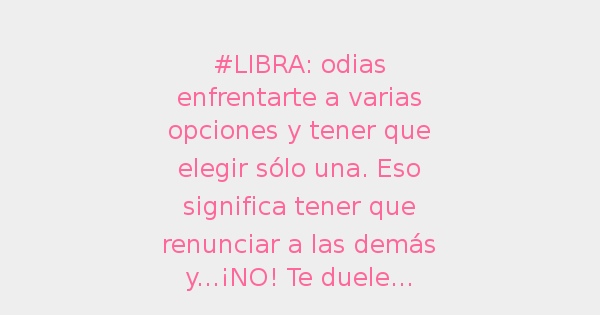 #LIBRA: odias
enfrentarte a varias
opciones y tener que
elegir sólo una. Eso
significa tener que
renunciar a las demás
y...¡NO! Te duele...